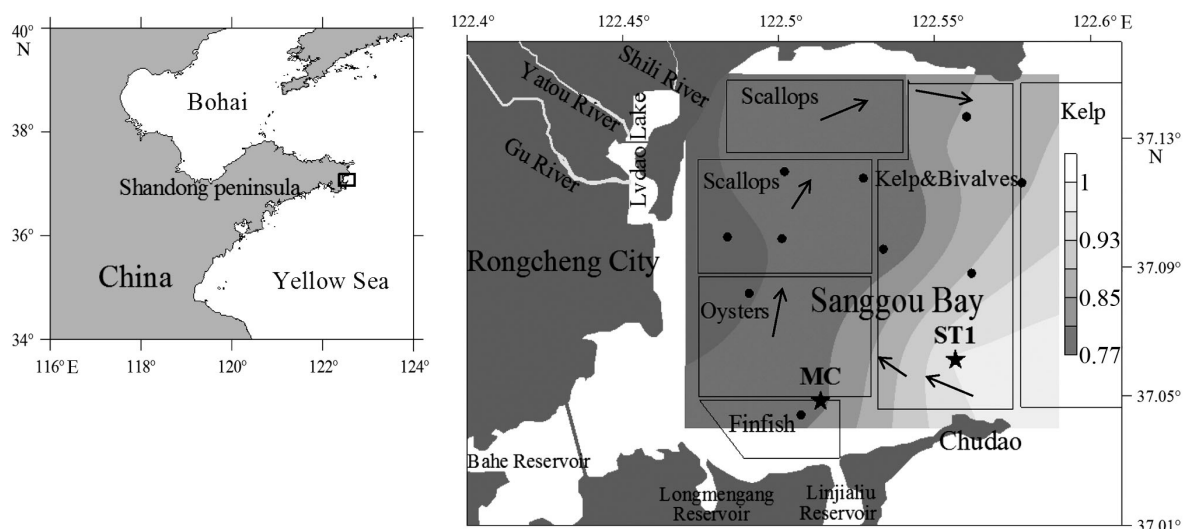 40°
N
38°
36°
34°
116°E
118°
120°
122°
124°
Bohai
Shandong peninsula
China
Yellow Sea
122.4°
122.45°
122.5°
122.55°
122.6° E
Shili River
Yatou River
Lvdao Lake
Gu River
Scallops
Kelp
37.13°
N
Scallops
Kelp&Bivalves
1
0.93
0.85
0.77
Rongcheng City
37.09°
Oysters
Sanggou Bay
ST1
MC
37.05°
Finfish
Chudao
Bahe Reservoir
Longmengang
Reservoir
Linjialiu
Reservoir
37.01°